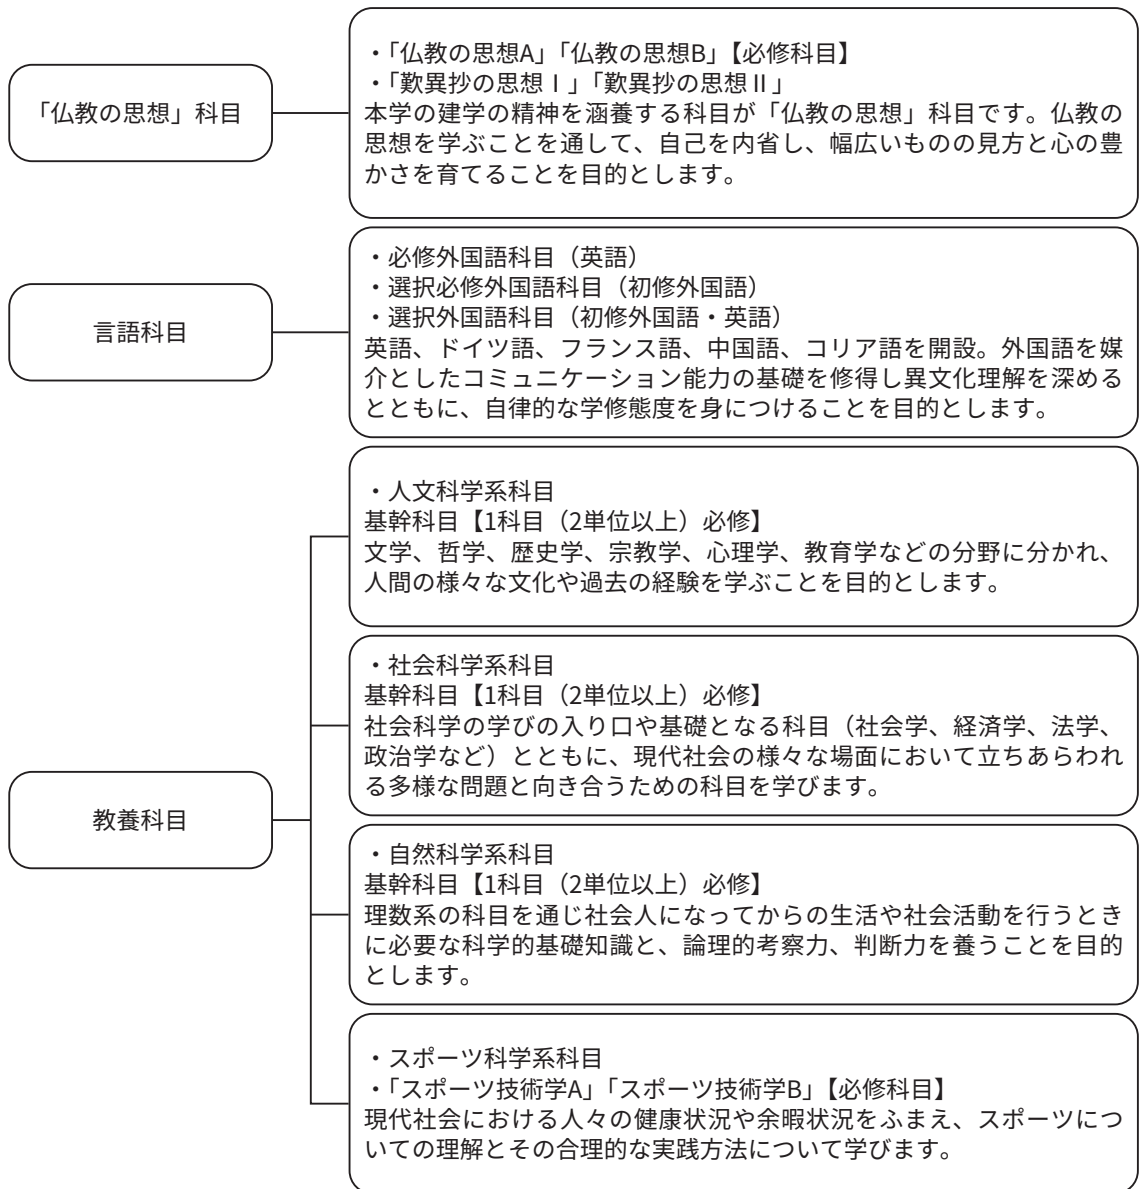 「仏教の思想」科目
・「仏教の思想A」「仏教の思想B」【必修科目】
・「歎異抄の思想Ⅰ」「歎異抄の思想Ⅱ」
本学の建学の精神を涵養する科目が「仏教の思想」科目です。仏教の
思想を学ぶことを通して、自己を内省し、幅広いものの見方と心の豊
かさを育てることを目的とします。
言語科目
・必修外国語科目（英語）
・選択必修外国語科目（初修外国語）
・選択外国語科目（初修外国語・英語）
英語、ドイツ語、フランス語、中国語、コリア語を開設。外国語を媒
介としたコミュニケーション能力の基礎を修得し異文化理解を深める
とともに、自律的な学修態度を身につけることを目的とします。
教養科目
・人文科学系科目
基幹科目【1科目（2単位以上）必修】
文学、哲学、歴史学、宗教学、心理学、教育学などの分野に分かれ、
人間の様々な文化や過去の経験を学ぶことを目的とします。
・社会科学系科目
基幹科目【1科目（2単位以上）必修】
社会科学の学びの入り口や基礎となる科目（社会学、経済学、法学、
政治学など）とともに、現代社会の様々な場面において立ちあらわれ
る多様な問題と向き合うための科目を学びます。
・自然科学系科目
基幹科目【1科目（2単位以上）必修】
理数系の科目を通じ社会人になってからの生活や社会活動を行うとき
に必要な科学的基礎知識と、論理的考察力、判断力を養うことを目的
とします。
・スポーツ科学系科目
・「スポーツ技術学A」「スポーツ技術学B」【必修科目】
現代社会における人々の健康状況や余暇状況をふまえ、スポーツにつ
いての理解とその合理的な実践方法について学びます。